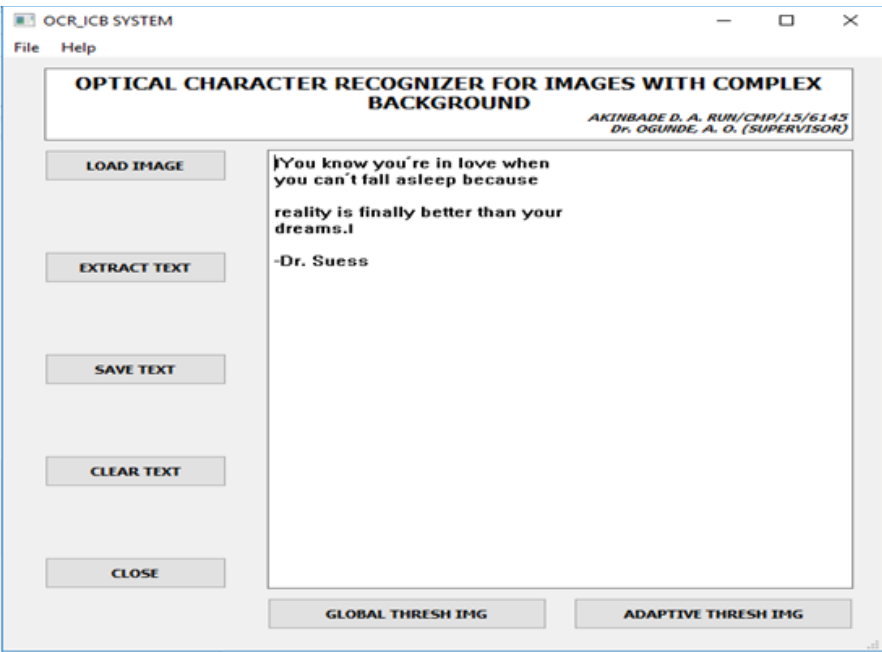 OCR_ICB SYSTEM
File Help
OPTICAL CHARACTER RECOGNIZER FOR IMAGES WITH COMPLEX
BACKGROUND
AKINBADE D. A. RUN/CMP/15/6145
Dr. OGUNDE, A. O. (SUPERVISOR)
LOAD IMAGE
EXTRACT TEXT
SAVE TEXT
CLEAR TEXT
CLOSE
IYou know you´re in love when
you can´t fall asleep because
reality is finally better than your
dreams.I
-Dr. Suess
GLOBAL THRESH IMG
ADAPTIVE THRESH IMG